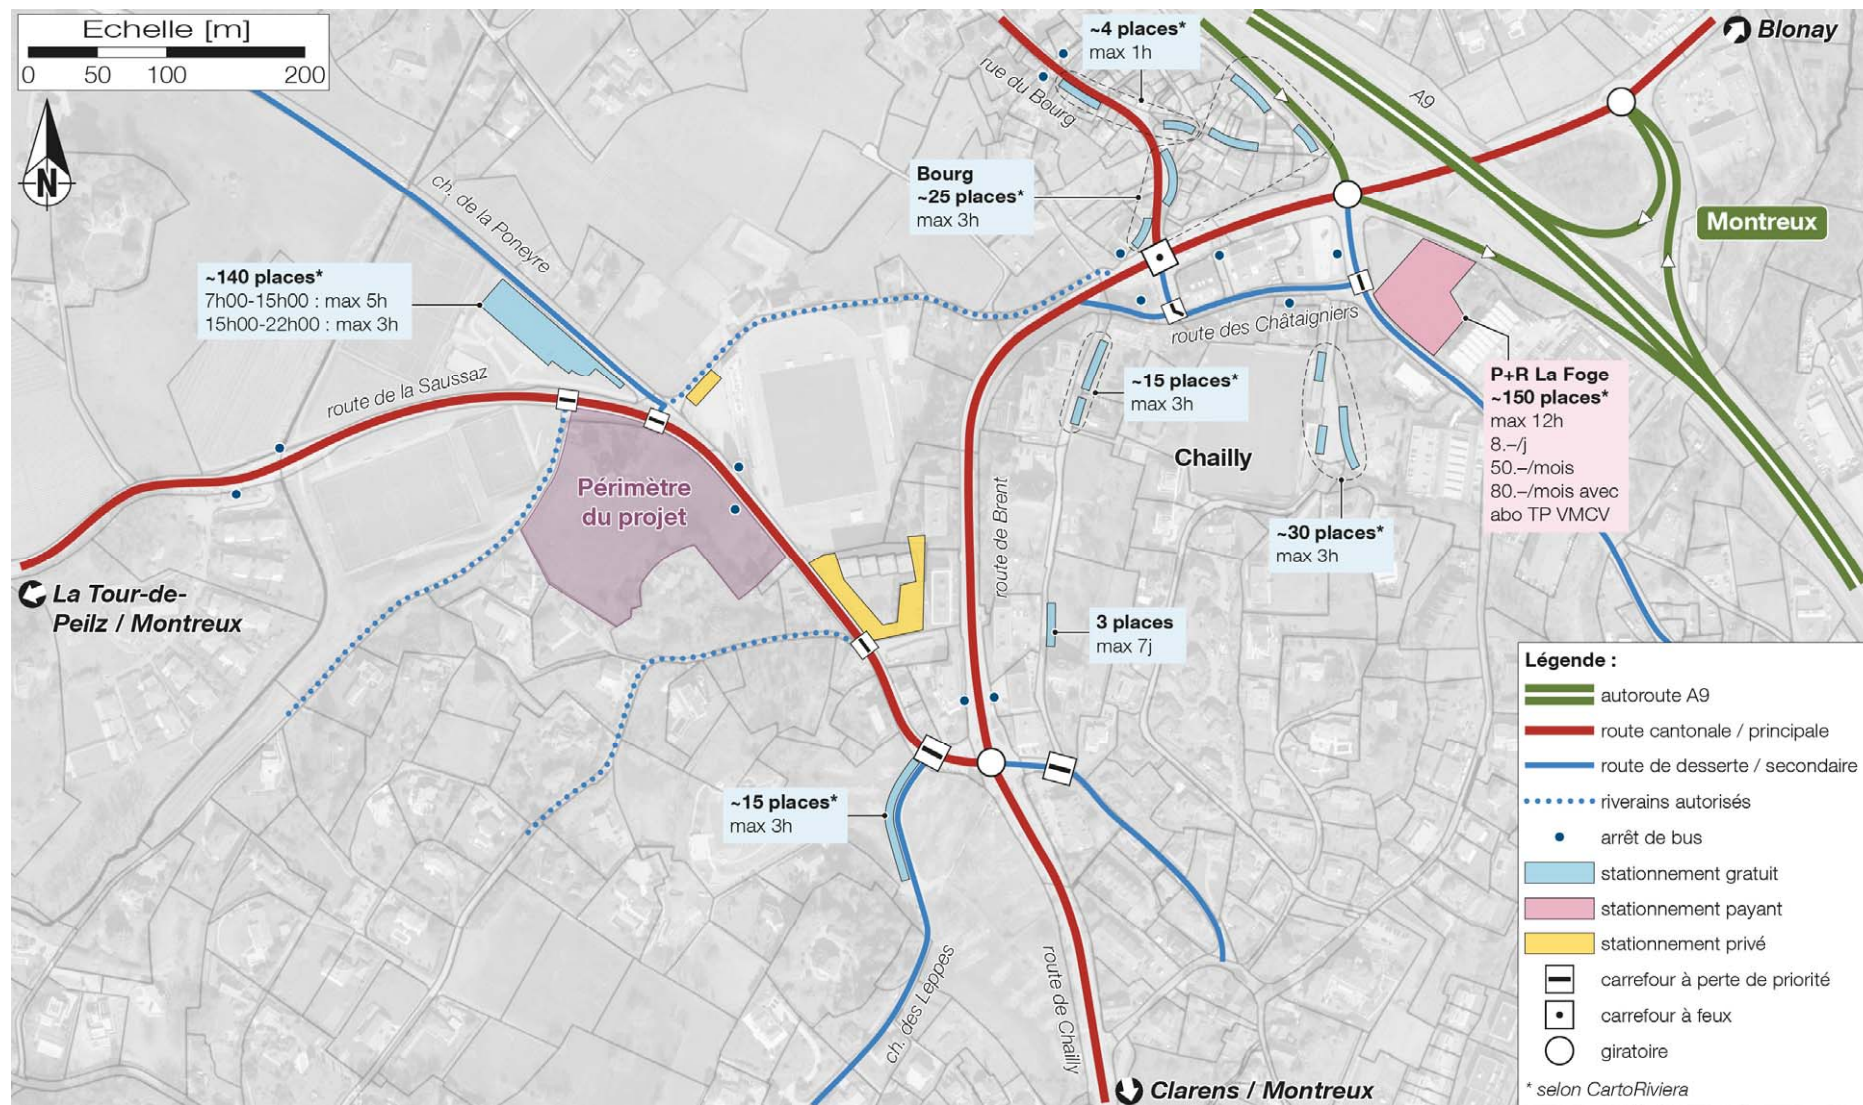 Echelle [m]
0 50 100 200
N
~4 places*
max 1h
Blonay
rue du Bourg
A9
Bourg
~25 places*
max 3h
ch. de la Poneyre
Montreux
~140 places*
7h00-15h00 : max 5h
15h00-22h00 : max 3h
route des Châtaigniers
route de la Saussaz
~15 places*
max 3h
P+R La Foge
~150 places*
max 12h
8.–/j
50.–/mois
80.–/mois avec
abo TP VMCV
Chailly
Périmètre
du projet
route de Brent
~30 places*
max 3h
La Tour-de-
Peilz / Montreux
3 places
max 7j
~15 places*
max 3h
ch. des Leppes
route de Chailly
Clarens / Montreux
Légende :
autoroute A9
route cantonale / principale
route de desserte / secondaire
riverains autorisés
arrêt de bus
stationnement gratuit
stationnement payant
stationnement privé
carrefour à perte de priorité
carrefour à feux
giratoire
* selon CartoRiviera